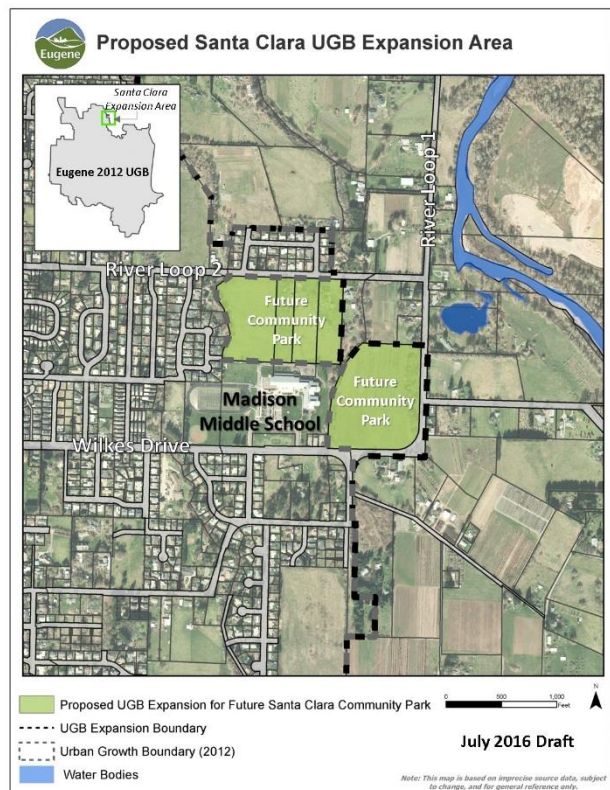 Eugene
Proposed Santa Clara UGB Expansion Area
Santa Clara
Expansion Area
Eugene 2012 UGB
River Loop 1
River Loop 2
Future
Community
Park
Future
Community
Park
Madison
Middle School
Wilkes Drive
Proposed UGB Expansion for Future Santa Clara Community Park
UGB Expansion Boundary
Urban Growth Boundary (2012)
Water Bodies
0 500 1,000
Feet
N
July 2016 Draft
Note: This map is based on imprecise source data, subject
to change, and for general reference only.